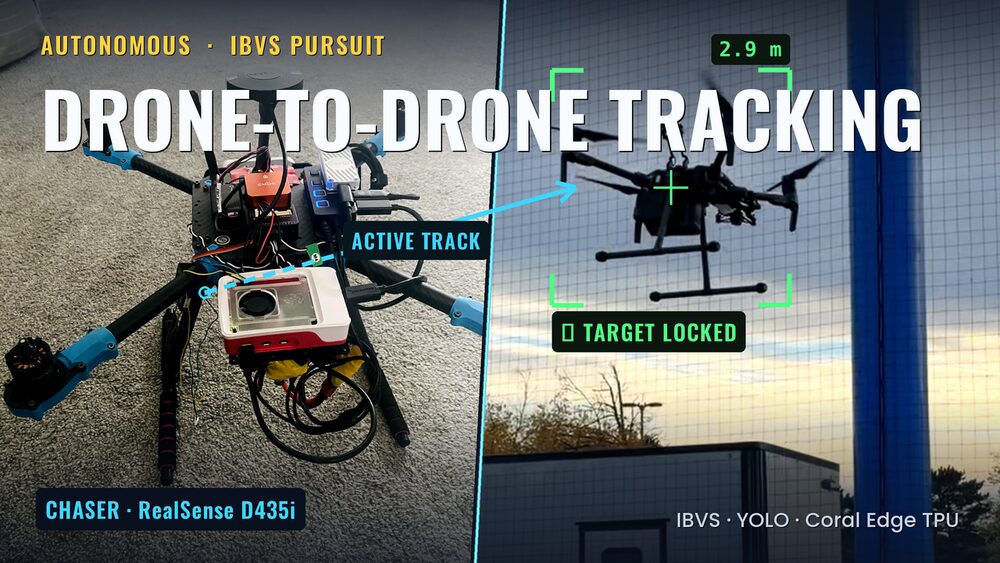 AUTONOMOUS · IBVS PURSUIT
2.9 m
DRONE-TO-DRONE TRACKING
ACTIVE TRACK
▯ TARGET LOCKED
CHASER · RealSense D435i
IBVS · YOLO · Coral Edge TPU